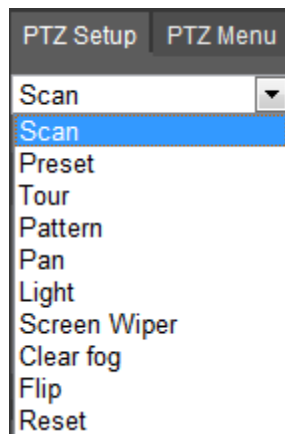 PTZ Setup PTZ Menu
Scan
Scan
Preset
Tour
Pattern
Pan
Light
Screen Wiper
Clear fog
Flip
Reset